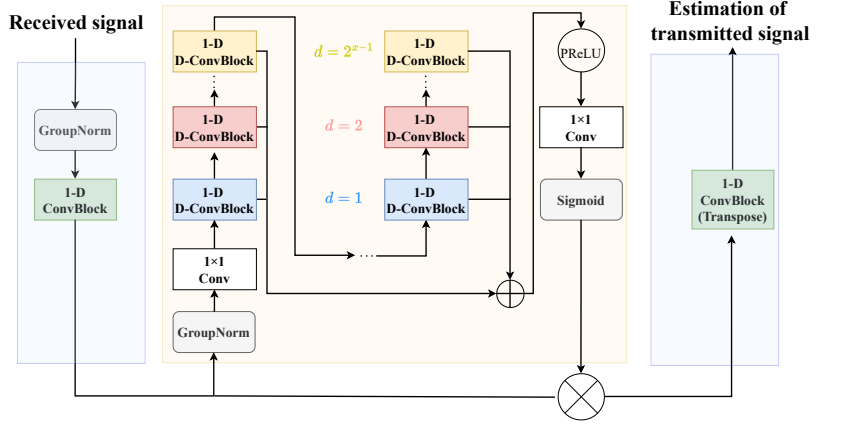 Received signal
GroupNorm
1-D
ConvBlock
1-D
D-ConvBlock
1-D
D-ConvBlock
1-D
D-ConvBlock
1×1
Conv
GroupNorm
d = 2^{x−1}
d = 2
d = 1
1-D
D-ConvBlock
1-D
D-ConvBlock
1-D
D-ConvBlock
PReLU
1×1
Conv
Sigmoid
Estimation of
transmitted signal
1-D
ConvBlock
(Transpose)